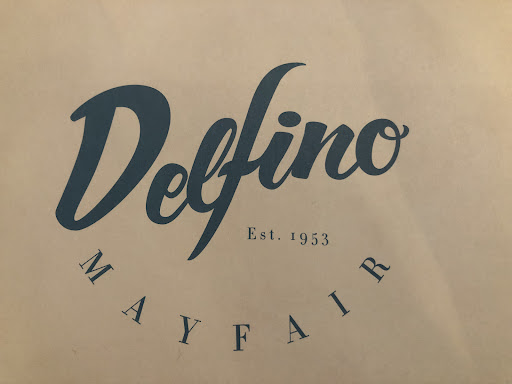 Delfino
Est. 1953
MAYFAIR